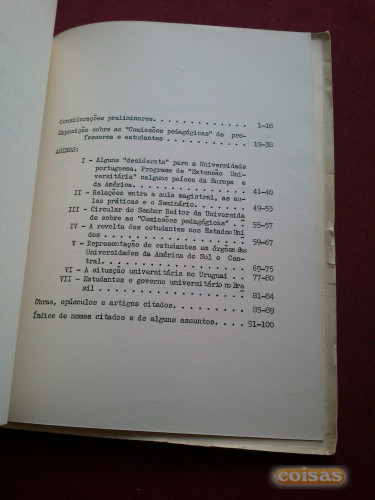 Considerações preliminares. . . . . . . . . . . . 1-18
Exposição sobre as "Comissões pedagógicas" de pro-
fessores e estudantes . . . . . . . . . . . . 19-38
ADENDO:
I - Alguns "desiderata" para a Universidade
portuguesa. Programa de "Extensão Uni-
versitária" nalguns países da Europa e
da América. . . . . . . . . . . . . . . 41-48
II - Relações entre a aula magistral, as au-
las práticas e o Seminário. . . . . . . 49-53
III - Circular do Senhor Reitor da Universida
de sobre as "Comissões pedagógicas" . . 55-57
IV - A revolta dos estudantes nos Estados Uni
dos . . . . . . . . . . . . . . . . . . 59-67
V - Representação de estudantes em órgãos de
Universidades da América do Sul e Cen-
tral. . . . . . . . . . . . . . . . . . 69-75
VI - A situação universitária no Uruguai . . 77-80
VII - Estudantes e governo universitário no Bra
sil . . . . . . . . . . . . . . . . . . 81-84
Obras, opúsculos e artigos citados. . . . . . . . 85-89
Índice de nomes citados e de alguns assuntos. . . . 91-100
coisas